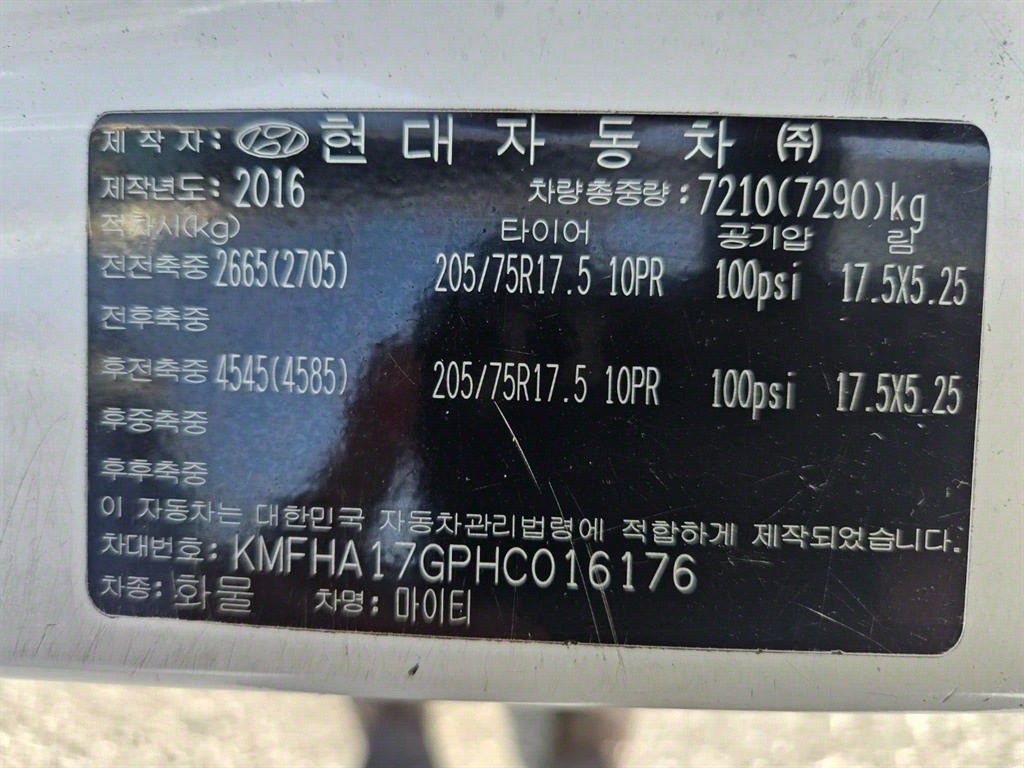 제 작 자: 현 대 자 동 차 ㈜
제작년도: 2016 차량총중량: 7210(7290)kg
적차시(kg) 타이어 공기압 림
전전축중 2665(2705) 205/75R17.5 10PR 100psi 17.5X5.25
전후축중
후전축중 4545(4585) 205/75R17.5 10PR 100psi 17.5X5.25
후중축중
후후축중
이 자동차는 대한민국 자동차관리법령에 적합하게 제작되었습니다.
차대번호: KMFHA17GPHC016176
차종: 화물 차명: 마이티